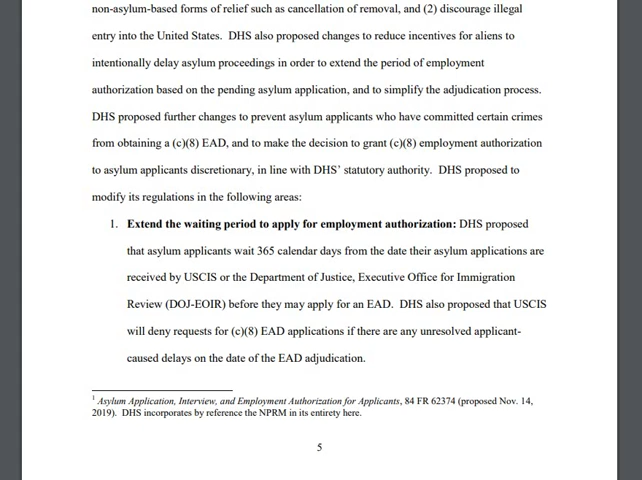 non-asylum-based forms of relief such as cancellation of removal, and (2) discourage illegal
entry into the United States.  DHS also proposed changes to reduce incentives for aliens to
intentionally delay asylum proceedings in order to extend the period of employment
authorization based on the pending asylum application, and to simplify the adjudication process.
DHS proposed further changes to prevent asylum applicants who have committed certain crimes
from obtaining a (c)(8) EAD, and to make the decision to grant (c)(8) employment authorization
to asylum applicants discretionary, in line with DHS’ statutory authority.  DHS proposed to
modify its regulations in the following areas:
1. Extend the waiting period to apply for employment authorization: DHS proposed
that asylum applicants wait 365 calendar days from the date their asylum applications are
received by USCIS or the Department of Justice, Executive Office for Immigration
Review (DOJ-EOIR) before they may apply for an EAD.  DHS also proposed that USCIS
will deny requests for (c)(8) EAD applications if there are any unresolved applicant-
caused delays on the date of the EAD adjudication.
1 Asylum Application, Interview, and Employment Authorization for Applicants, 84 FR 62374 (proposed Nov. 14,
2019).  DHS incorporates by reference the NPRM in its entirety here.
5